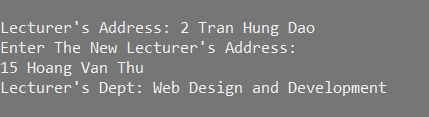 Lecturer's Address: 2 Tran Hung Dao
Enter The New Lecturer's Address:
15 Hoang Van Thu
Lecturer's Dept: Web Design and Development